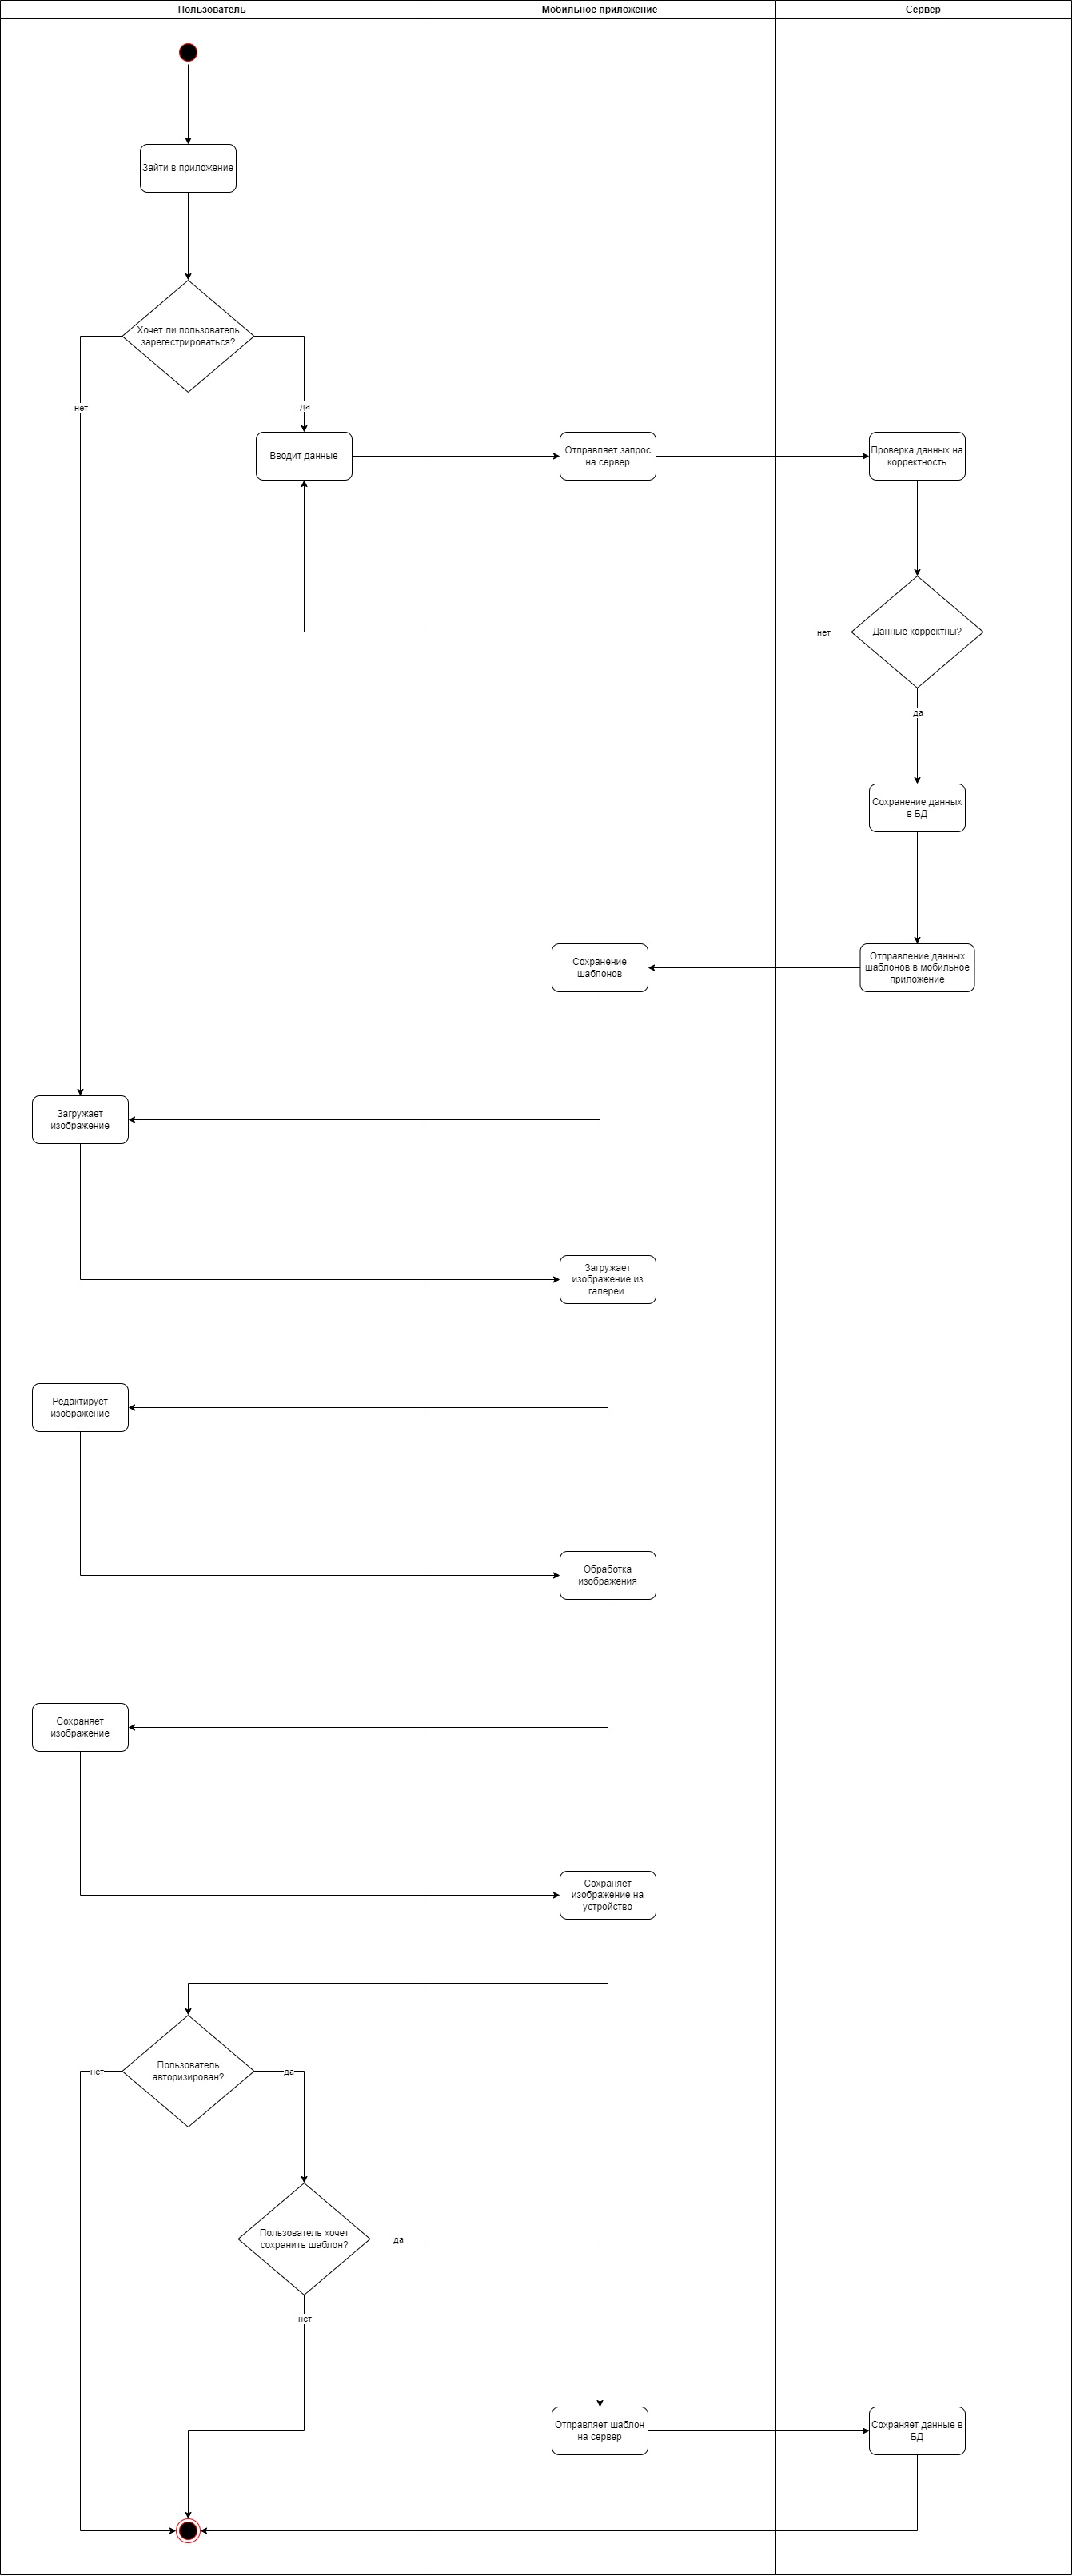 Пользователь
Мобильное приложение
Сервер
Зайти в приложение
Хочет ли пользователь
зарегестрироваться?
нет
да
Вводит данные
Отправляет запрос
на сервер
Проверка данных на
корректность
Данные корректны?
нет
да
Сохранение данных
в БД
Отправление данных
шаблонов в мобильное
приложение
Сохранение
шаблонов
Загружает
изображение
Загружает
изображение из
галереи
Редактирует
изображение
Обработка
изображения
Сохраняет
изображение
Сохраняет
изображение на
устройство
Пользователь
авторизирован?
нет
да
Пользователь хочет
сохранить шаблон?
да
нет
Отправляет шаблон
на сервер
Сохраняет данные в
БД